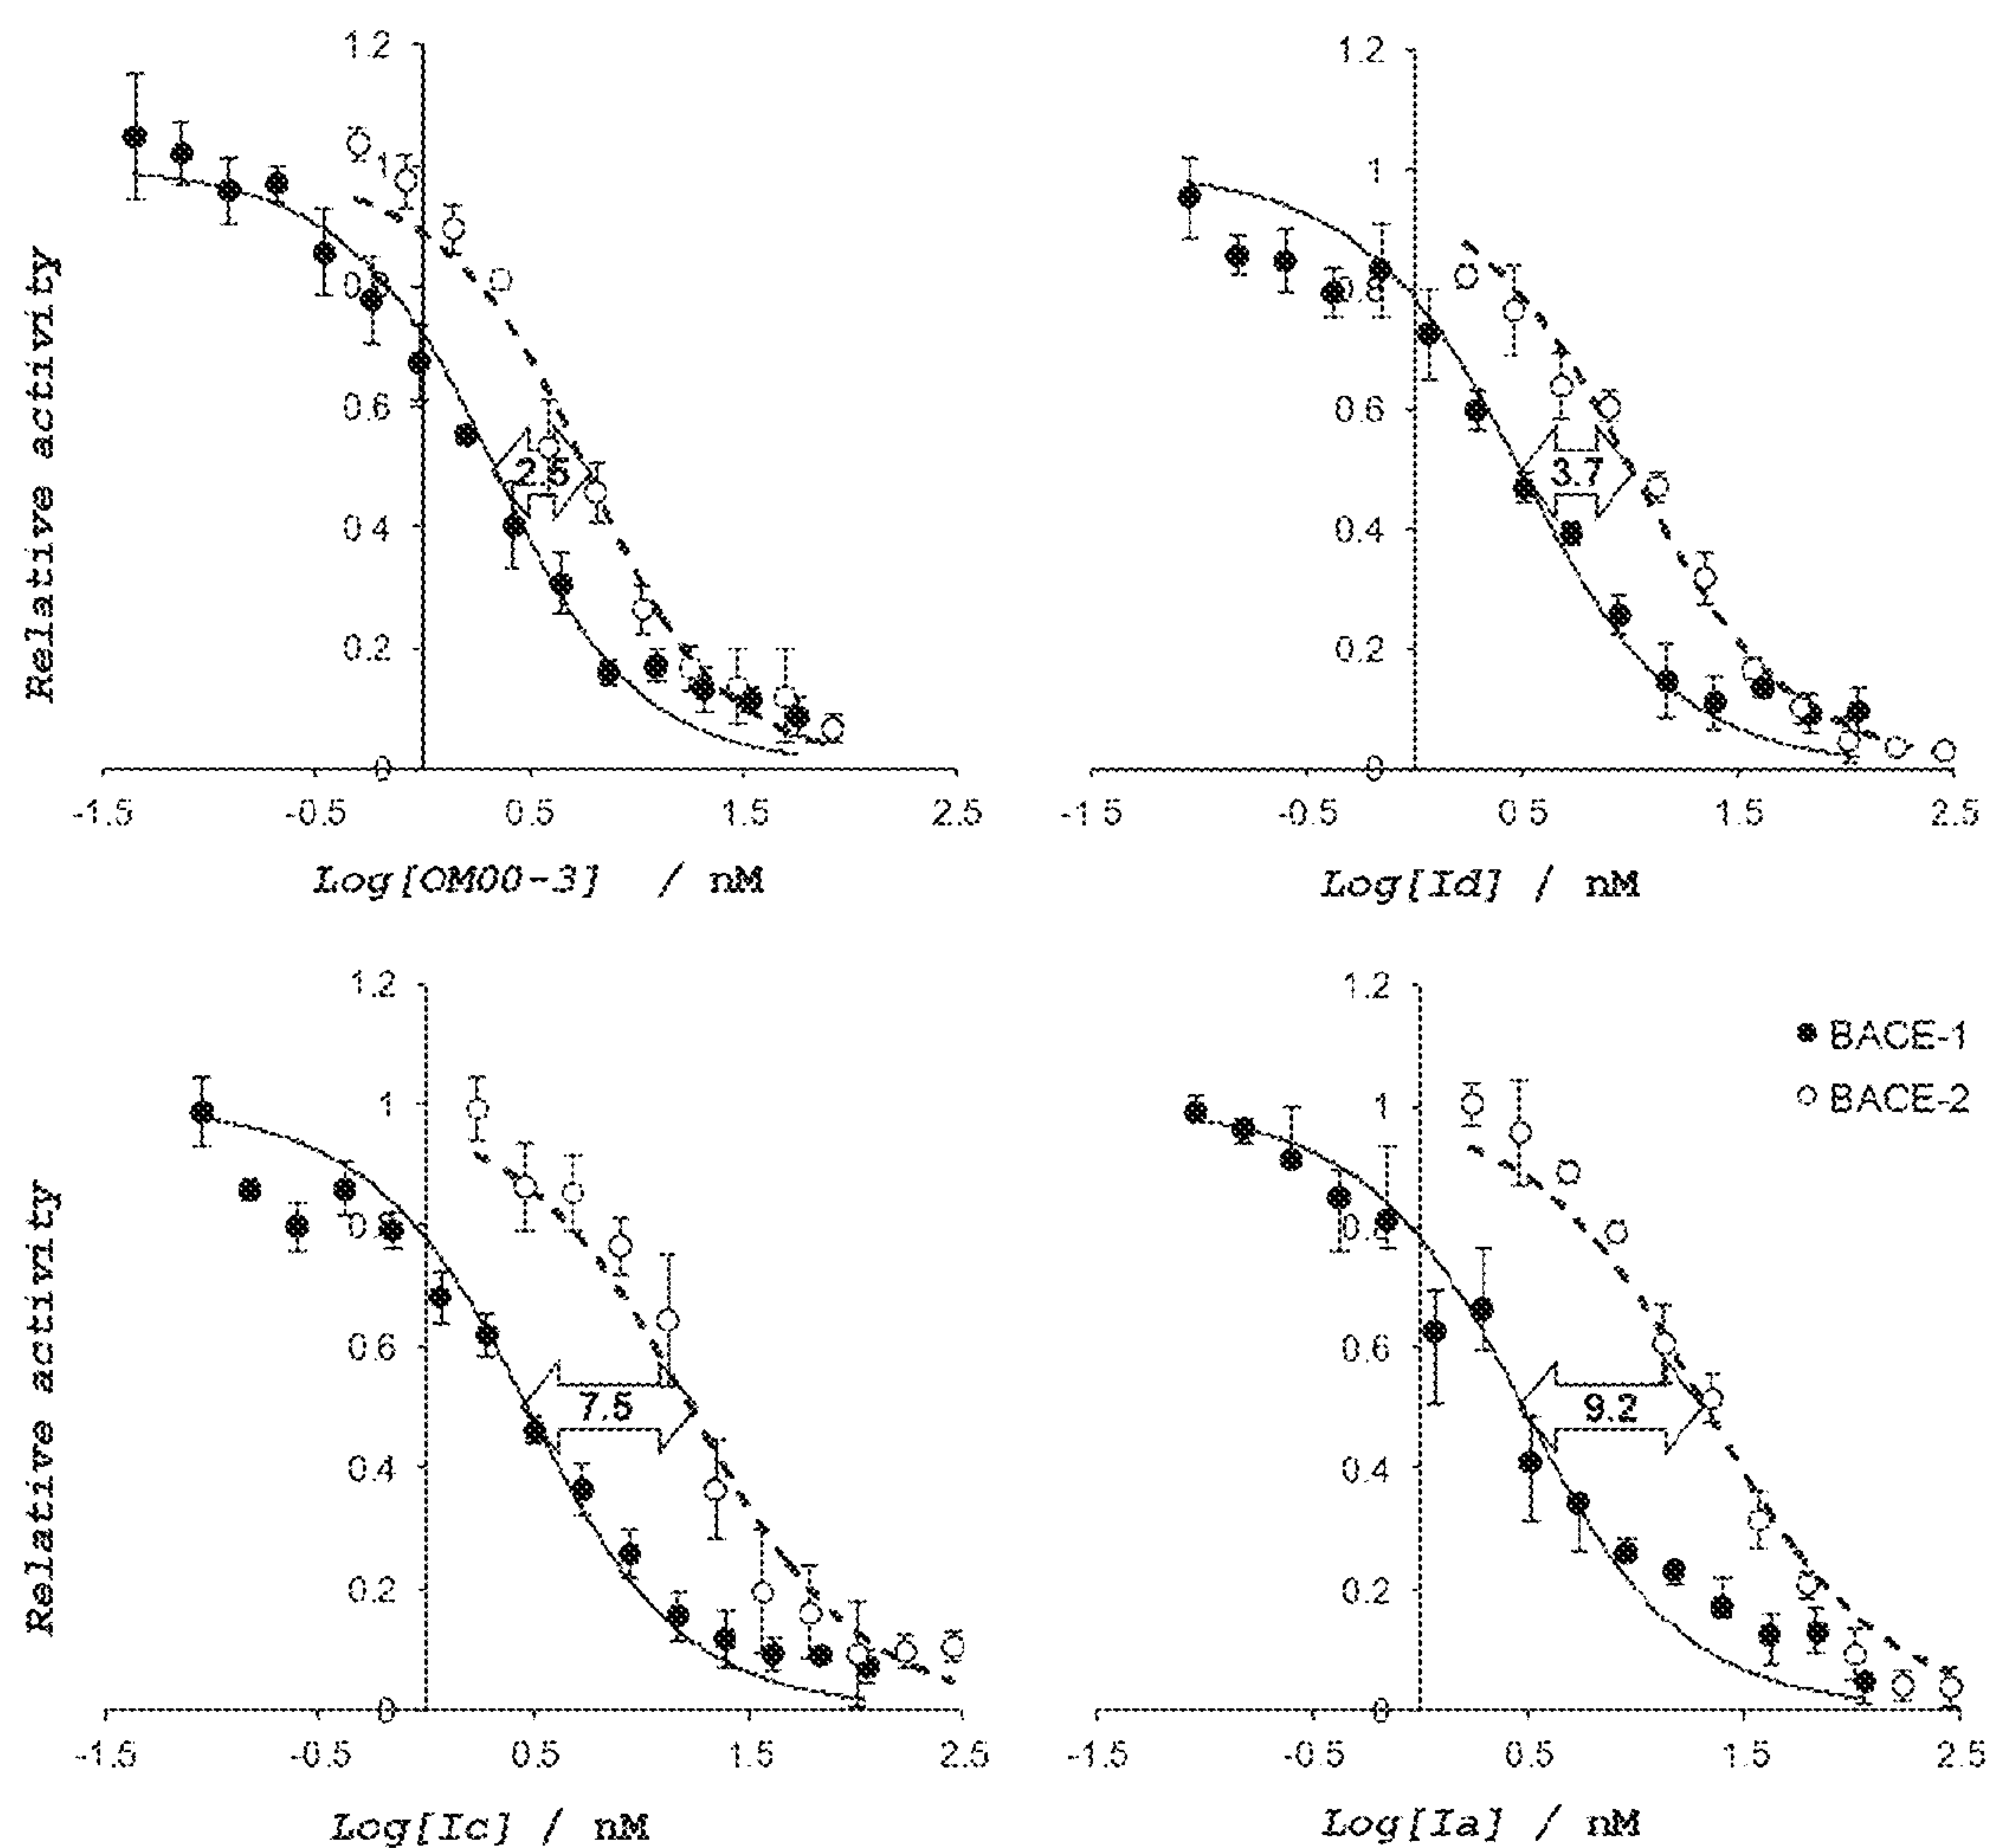 1.2
1
0.8
0.6
0.4
0.2
0
-1.5 -0.5 0.5 1.5 2.5
Relative activity
2.5
Log[OM00-3] / nM
1.2
1
0.8
0.6
0.4
0.2
0
-1.5 -0.5 0.5 1.5 2.5
3.7
Log[Id] / nM
1.2
1
0.8
0.6
0.4
0.2
0
-1.5 -0.5 0.5 1.5 2.5
Relative activity
7.5
Log[Ic] / nM
1.2
1
0.8
0.6
0.4
0.2
0
-1.5 -0.5 0.5 1.5 2.5
9.2
BACE-1
BACE-2
Log[Ia] / nM